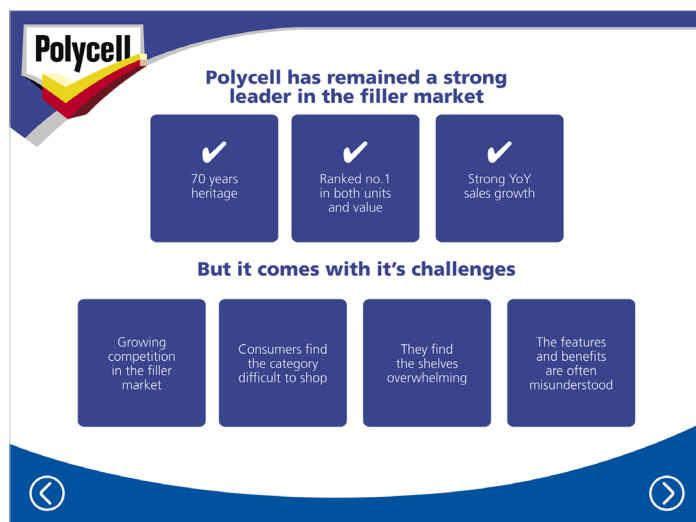 Polycell
Polycell has remained a strong
leader in the filler market
70 years
heritage
Ranked no.1
in both units
and value
Strong YoY
sales growth
But it comes with it's challenges
Growing
competition
in the filler
market
Consumers find
the category
difficult to shop
They find
the shelves
overwhelming
The features
and benefits
are often
misunderstood